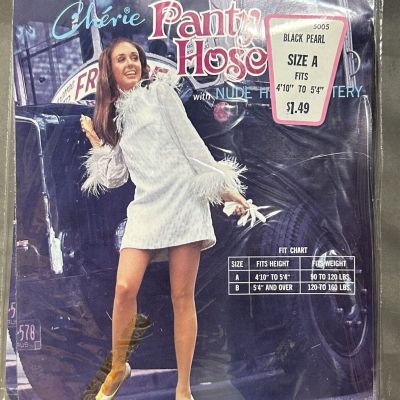 Chérie Panty Hose
with NUDE
5005
BLACK PEARL
SIZE A
FITS
4'10" TO 5'4"
$1.49
FIT CHART
SIZE FITS HEIGHT FITS WEIGHT
A 4'10" TO 5'4" 90 TO 120 LBS.
B 5'4" AND OVER 120 TO 160 LBS.
578